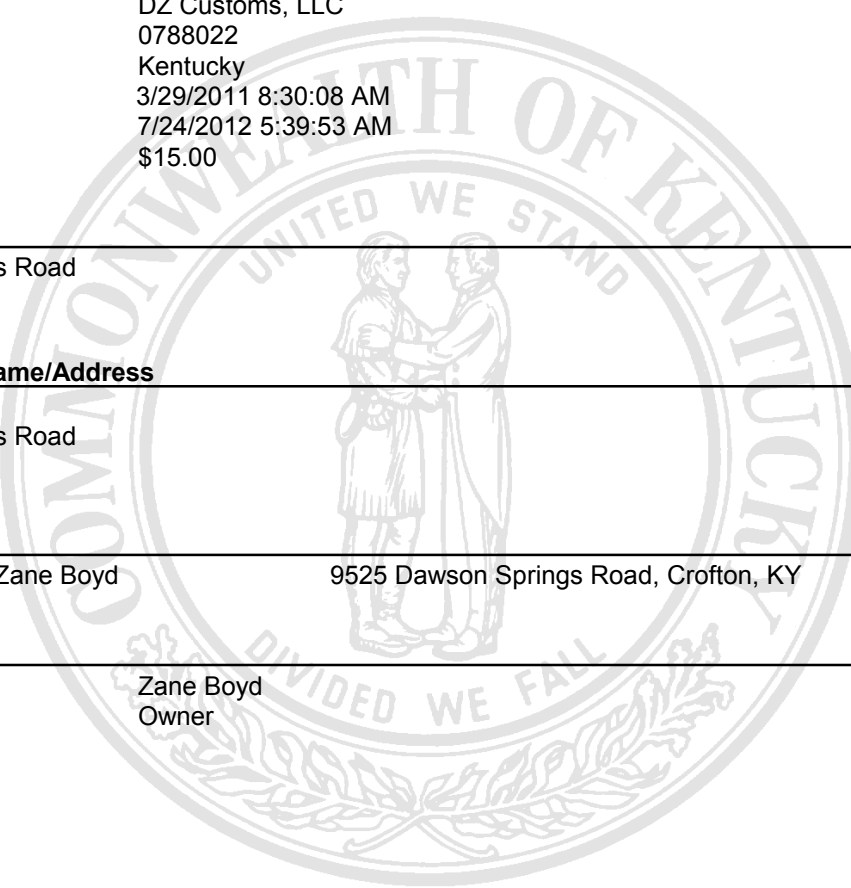 DZ Customs, LLC
0788022
Kentucky
3/29/2011 8:30:08 AM
7/24/2012 5:39:53 AM
$15.00
COMMONWEALTH OF KENTUCKY
UNITED WE STAND
s Road
ame/Address
s Road
Zane Boyd 9525 Dawson Springs Road, Crofton, KY
DIVIDED WE FALL
Zane Boyd
Owner